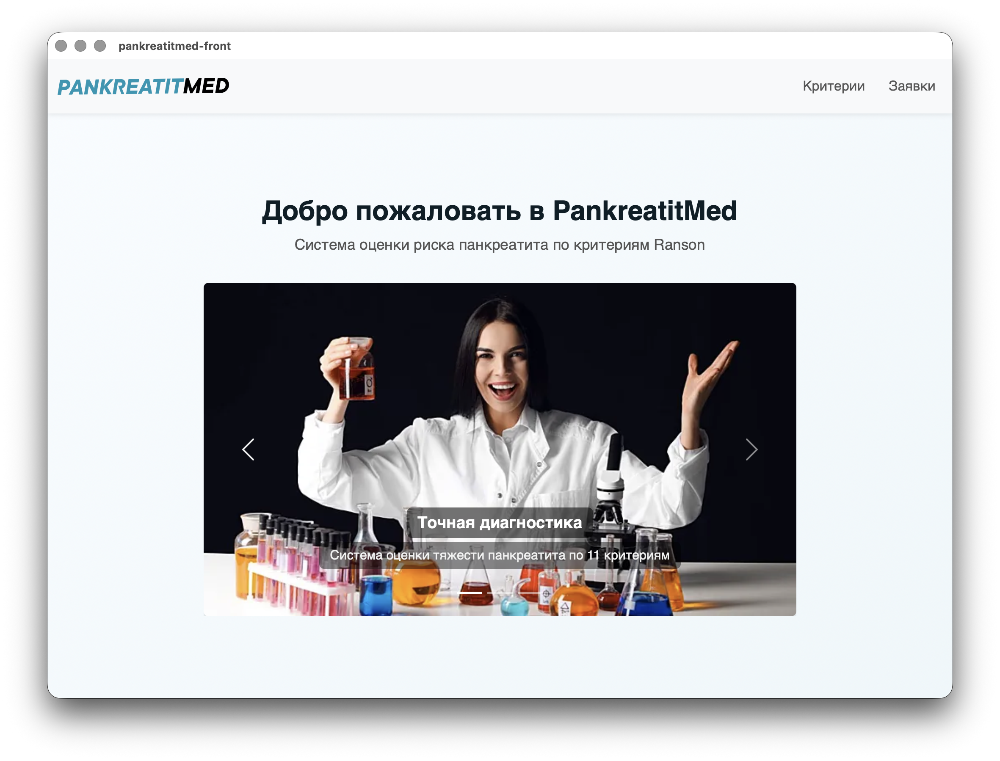 pankreatitmed-front
PANKREATITMED
Критерии Заявки
Добро пожаловать в PankreatitMed
Система оценки риска панкреатита по критериям Ranson
Точная диагностика
Система оценки тяжести панкреатита по 11 критериям